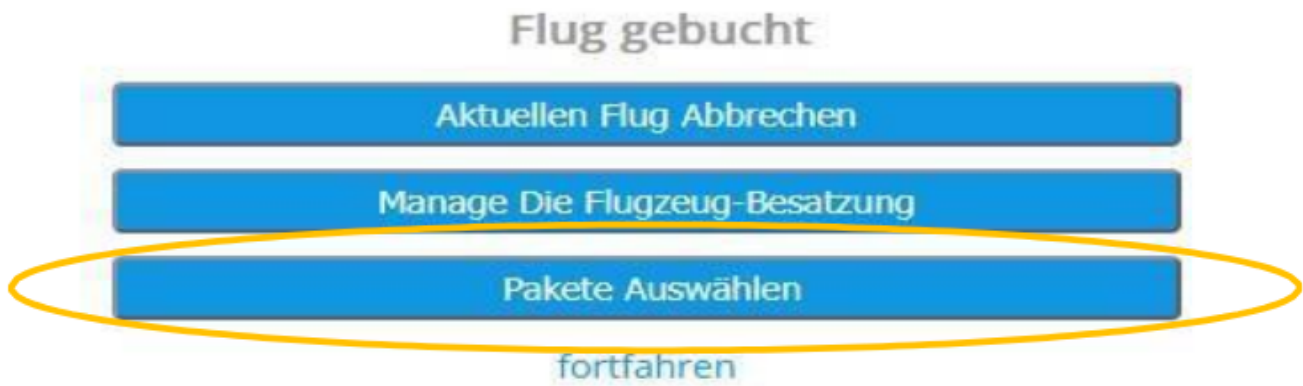 Flug gebucht
Aktuellen Flug Abbrechen
Manage Die Flugzeug-Besatzung
Pakete Auswählen
fortfahren